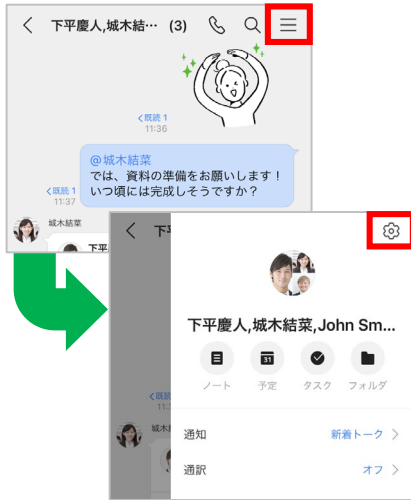 下平慶人,城木結… (3)
既読 1
11:36
@城木結菜
では、資料の準備をお願いします！
いつ頃には完成しそうですか？
既読 1
11:37
城木結菜
下平
下平慶人,城木結菜,John Sm...
31
ノート 予定 タスク フォルダ
通知 新着トーク
通訳 オフ